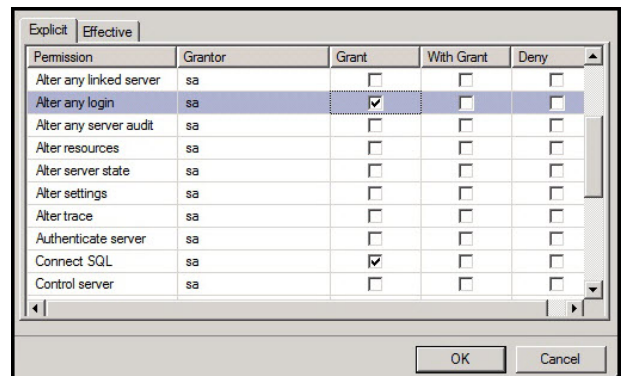 Explicit Effective
Permission Grantor Grant With Grant Deny
Alter any linked server sa
Alter any login sa
Alter any server audit sa
Alter resources sa
Alter server state sa
Alter settings sa
Alter trace sa
Authenticate server sa
Connect SQL sa
Control server sa
OK Cancel